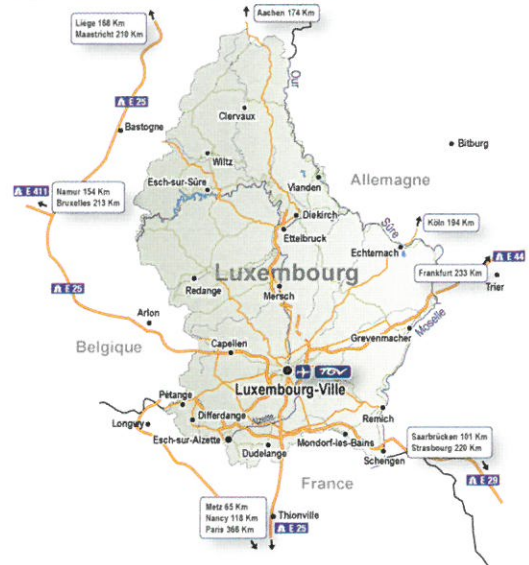 Liège 168 Km
Maastricht 210 Km
Aachen 174 Km
Our
E 25
Clervaux
Bastogne
Bitburg
Wiltz
Esch-sur-Sûre
Vianden
Allemagne
E 411
Namur 154 Km
Bruxelles 213 Km
Diekirch
Sûre
Köln 194 Km
Ettelbruck
Echternach
E 44
Luxembourg
Frankfurt 233 Km
E 25
Redange
Mersch
Trier
Arlon
Moselle
Grevenmacher
Belgique
Capellen
TÜV
Luxembourg-Ville
Pétange
Differdange
Alzette
Remich
Longwy
Esch-sur-Alzette
Mondorf-les-Bains
Saarbrücken 101 Km
Strasbourg 220 Km
Dudelange
Schengen
France
E 29
Metz 65 Km
Nancy 118 Km
Paris 366 Km
Thionville
E 25